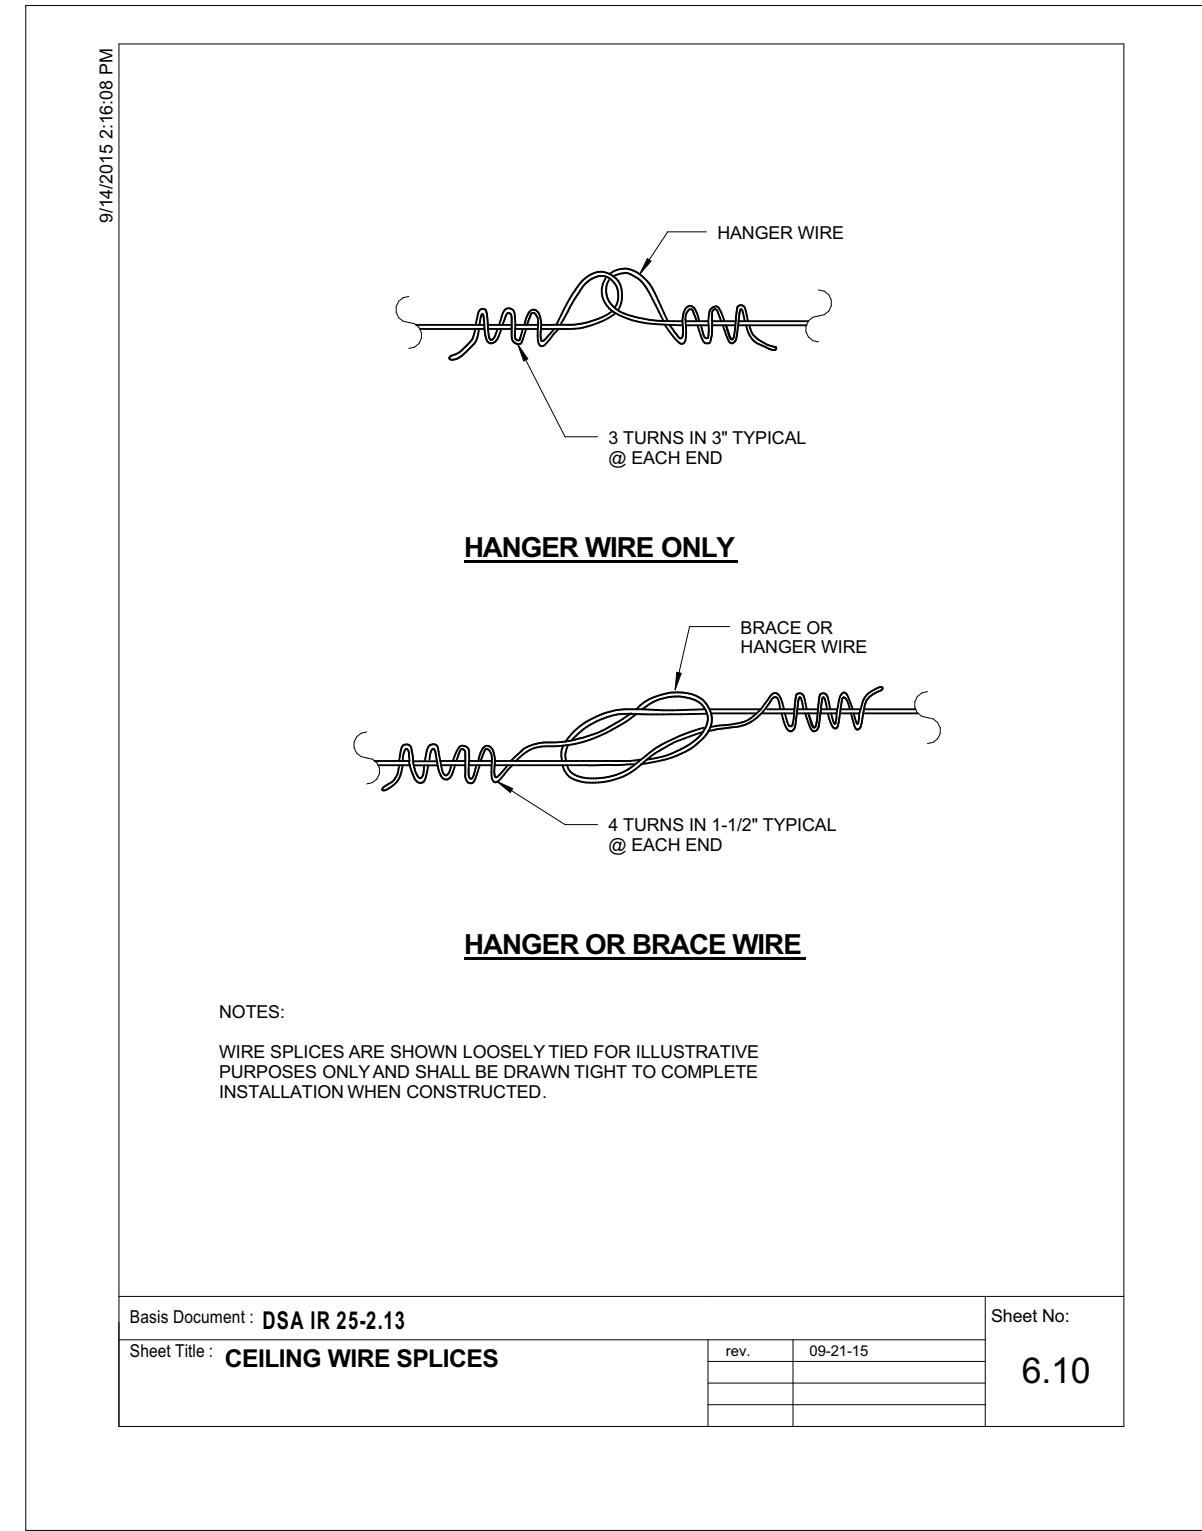 9/14/2015 2:16:08 PM
HANGER WIRE
3 TURNS IN 3" TYPICAL
@ EACH END
HANGER WIRE ONLY
BRACE OR
HANGER WIRE
4 TURNS IN 1-1/2" TYPICAL
@ EACH END
HANGER OR BRACE WIRE
NOTES:
WIRE SPLICES ARE SHOWN LOOSELY TIED FOR ILLUSTRATIVE
PURPOSES ONLY AND SHALL BE DRAWN TIGHT TO COMPLETE
INSTALLATION WHEN CONSTRUCTED.
Basis Document : DSA IR 25-2.13
Sheet No:
Sheet Title : CEILING WIRE SPLICES
rev. 09-21-15
6.10